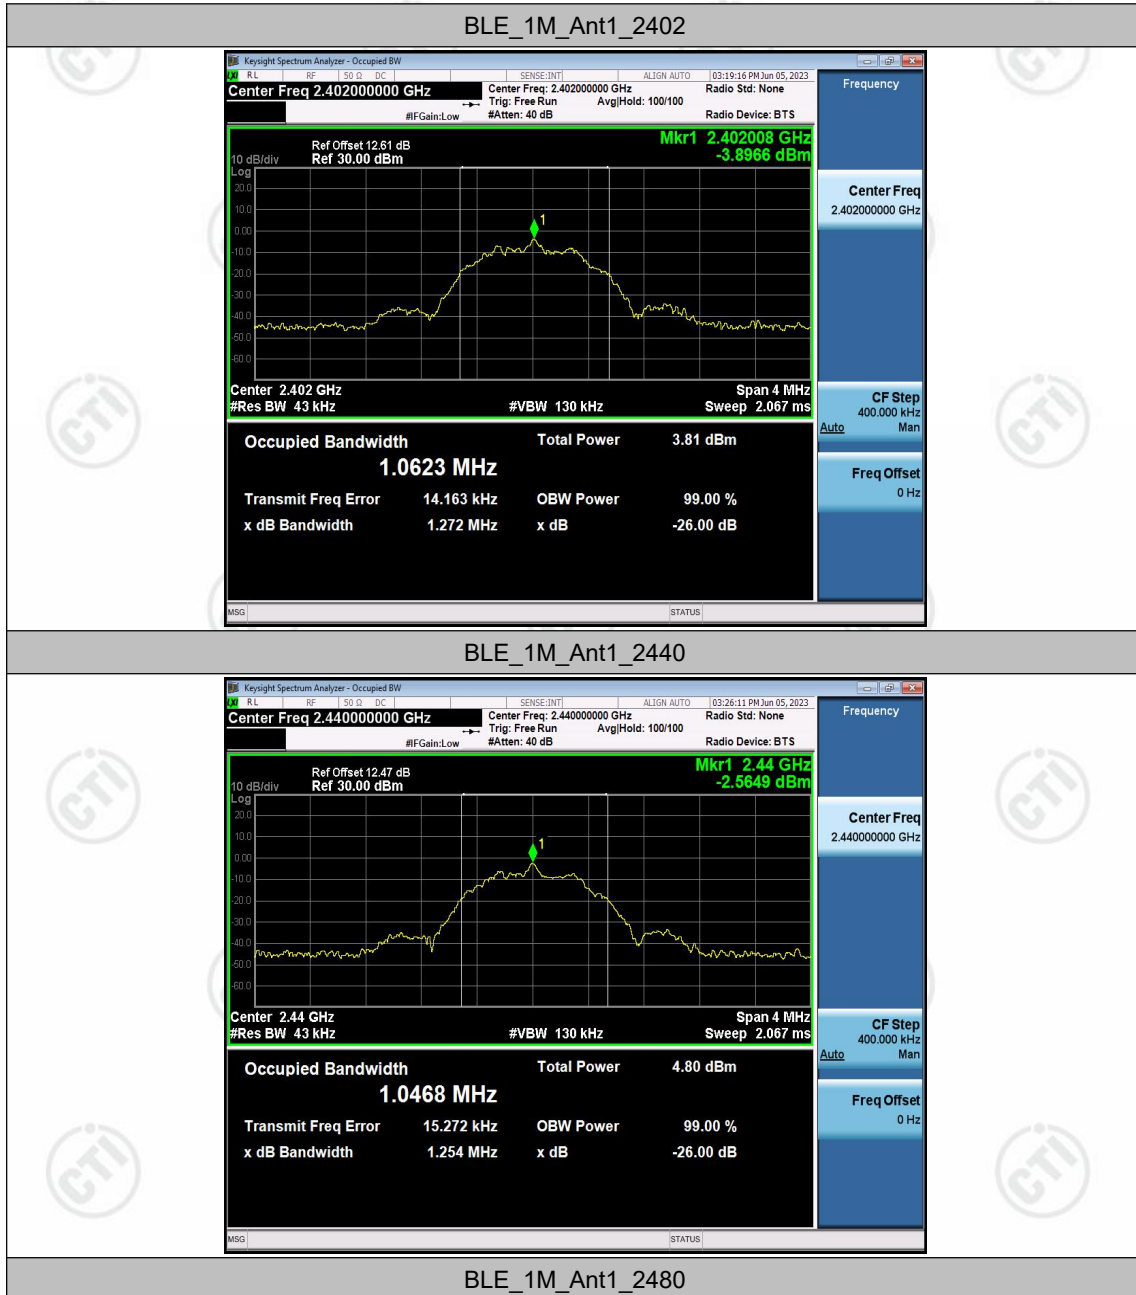 BLE_1M_Ant1_2402
Keysight Spectrum Analyzer - Occupied BW
LXI RL RF 50 Ω DC SENSE:INT ALIGN AUTO 03:19:16 PM Jun 05, 2023
Center Freq 2.402000000 GHz Center Freq: 2.402000000 GHz Radio Std: None
Trig: Free Run Avg|Hold: 100/100
#IFGain:Low #Atten: 40 dB Radio Device: BTS
Mkr1 2.402008 GHz
-3.8966 dBm
Ref Offset 12.61 dB
10 dB/div Ref 30.00 dBm
Log
20.0
10.0
0.00
-10.0
-20.0
-30.0
-40.0
-50.0
-60.0
1
Center 2.402 GHz Span 4 MHz
#Res BW 43 kHz #VBW 130 kHz Sweep 2.067 ms
Occupied Bandwidth Total Power 3.81 dBm
1.0623 MHz
Transmit Freq Error 14.163 kHz OBW Power 99.00 %
x dB Bandwidth 1.272 MHz x dB -26.00 dB
MSG STATUS
Frequency
Center Freq
2.402000000 GHz
CF Step
400.000 kHz
Auto Man
Freq Offset
0 Hz
BLE_1M_Ant1_2440
Keysight Spectrum Analyzer - Occupied BW
LXI RL RF 50 Ω DC SENSE:INT ALIGN AUTO 03:26:11 PM Jun 05, 2023
Center Freq 2.440000000 GHz Center Freq: 2.440000000 GHz Radio Std: None
Trig: Free Run Avg|Hold: 100/100
#IFGain:Low #Atten: 40 dB Radio Device: BTS
Mkr1 2.44 GHz
-2.5649 dBm
Ref Offset 12.47 dB
10 dB/div Ref 30.00 dBm
Log
20.0
10.0
0.00
-10.0
-20.0
-30.0
-40.0
-50.0
-60.0
1
Center 2.44 GHz Span 4 MHz
#Res BW 43 kHz #VBW 130 kHz Sweep 2.067 ms
Occupied Bandwidth Total Power 4.80 dBm
1.0468 MHz
Transmit Freq Error 15.272 kHz OBW Power 99.00 %
x dB Bandwidth 1.254 MHz x dB -26.00 dB
MSG STATUS
Frequency
Center Freq
2.440000000 GHz
CF Step
400.000 kHz
Auto Man
Freq Offset
0 Hz
BLE_1M_Ant1_2480
CTI
CTI
CTI
CTI
CTI
CTI